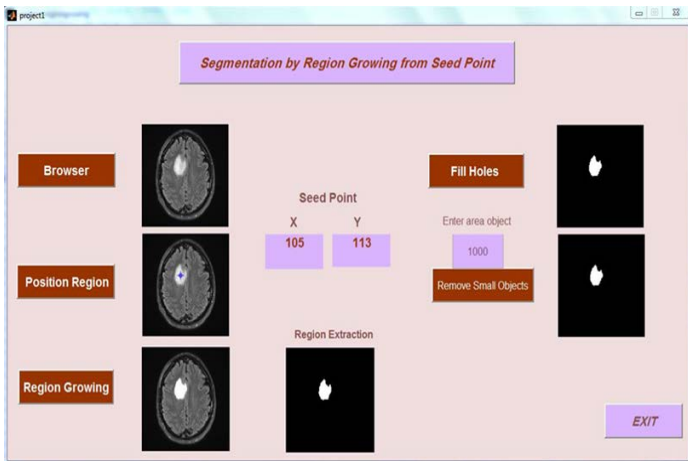 project1
Segmentation by Region Growing from Seed Point
Browser
Fill Holes
Seed Point
X Y
Enter area object
105 113
1000
Position Region
Remove Small Objects
Region Extraction
Region Growing
EXIT